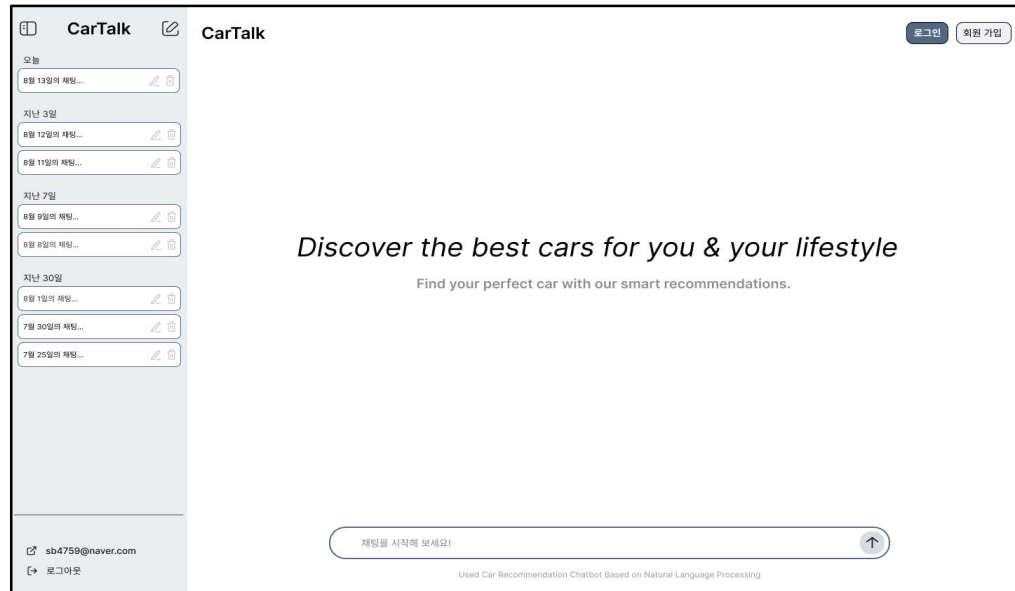 CarTalk
오늘
8월 13일의 채팅...
지난 3일
8월 12일의 채팅...
8월 11일의 채팅...
지난 7일
8월 9일의 채팅...
8월 8일의 채팅...
지난 30일
8월 1일의 채팅...
7월 30일의 채팅...
7월 25일의 채팅...
sb4759@naver.com
로그아웃
CarTalk
로그인
회원 가입
Discover the best cars for you & your lifestyle
Find your perfect car with our smart recommendations.
채팅을 시작해 보세요!
Used Car Recommendation Chatbot Based on Natural Language Processing